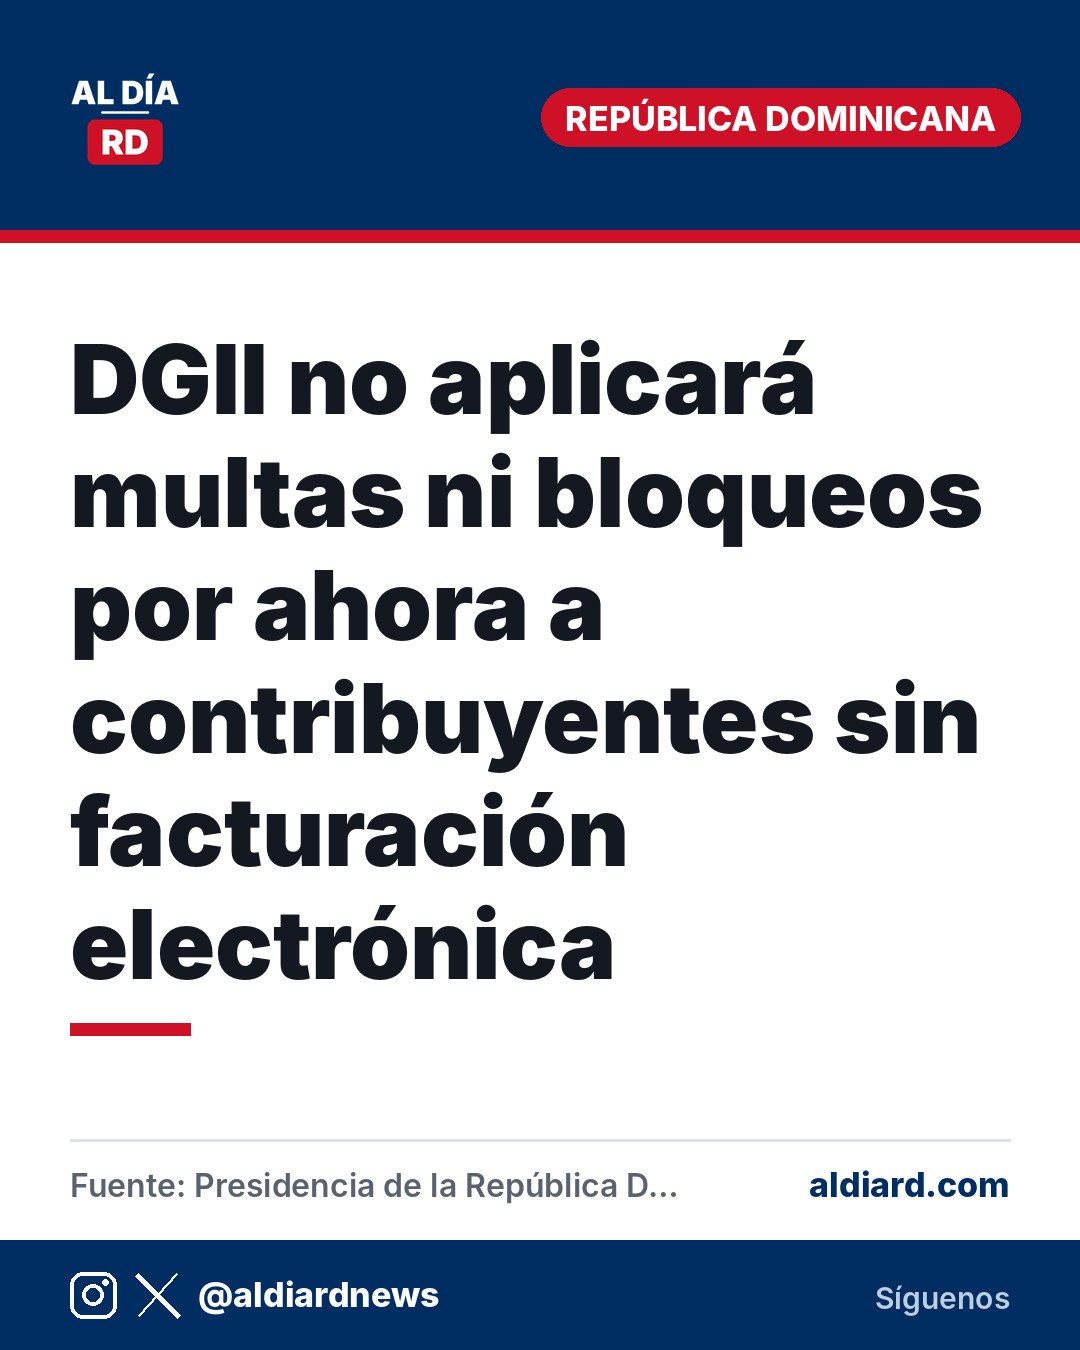 AL DÍA
RD
REPÚBLICA DOMINICANA
DGII no aplicará
multas ni bloqueos
por ahora a
contribuyentes sin
facturación
electrónica
Fuente: Presidencia de la República D...
aldiard.com
@aldiardnews
Síguenos